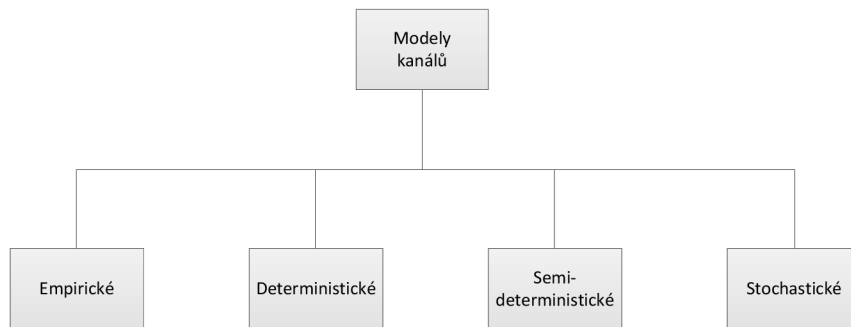 Modely
kanálů
Empirické
Deterministické
Semi-
deterministické
Stochastické